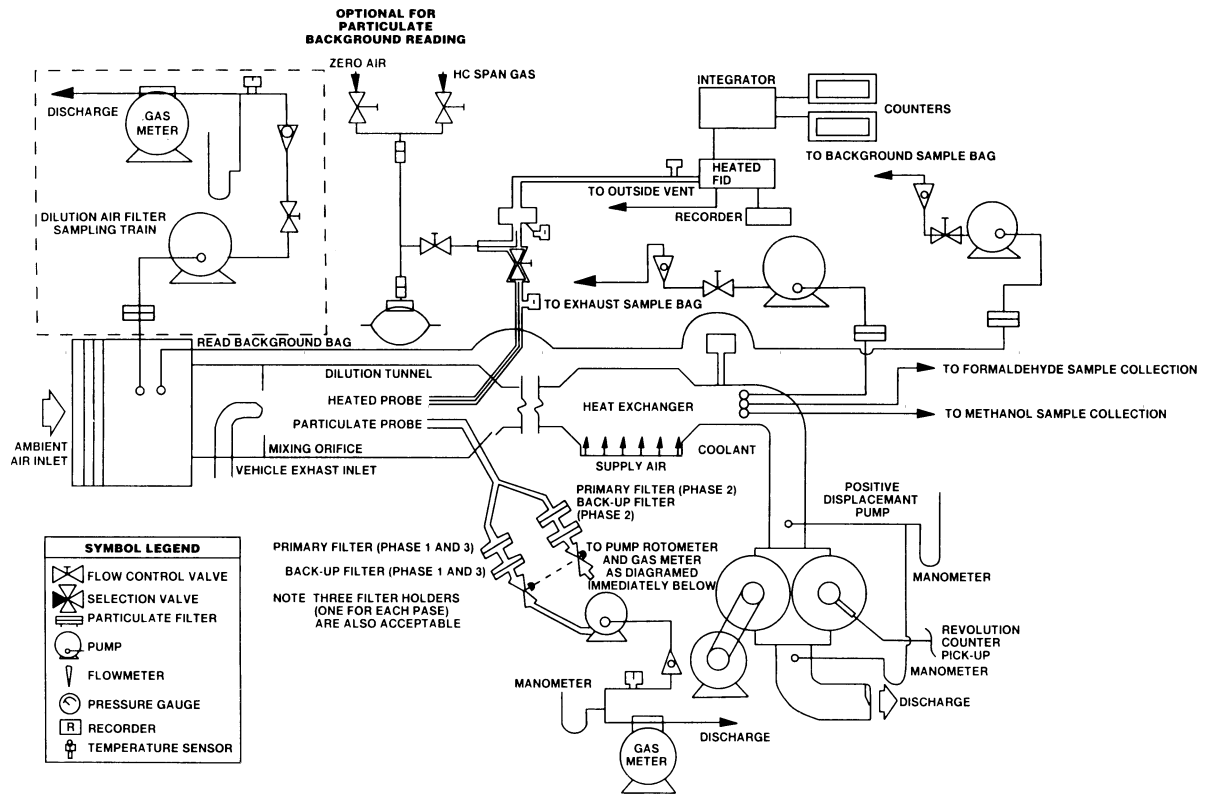 OPTIONAL FOR
PARTICULATE
BACKGROUND READING
ZERO AIR
HC SPAN GAS
DISCHARGE
GAS
METER
DILUTION AIR FILTER
SAMPLING TRAIN
INTEGRATOR
COUNTERS
TO BACKGROUND SAMPLE BAG
HEATED
FID
TO OUTSIDE VENT
RECORDER
TO EXHAUST SAMPLE BAG
READ BACKGROUND BAG
DILUTION TUNNEL
HEATED PROBE
PARTICULATE PROBE
MIXING ORIFICE
VEHICLE EXHAST INLET
AMBIENT
AIR INLET
HEAT EXCHANGER
SUPPLY AIR
COOLANT
TO FORMALDEHYDE SAMPLE COLLECTION
TO METHANOL SAMPLE COLLECTION
PRIMARY FILTER (PHASE 2)
BACK-UP FILTER
(PHASE 2)
POSITIVE
DISPLACEMANT
PUMP
MANOMETER
PRIMARY FILTER (PHASE 1 AND 3)
BACK-UP FILTER (PHASE 1 AND 3)
NOTE THREE FILTER HOLDERS
(ONE FOR EACH PASE)
ARE ALSO ACCEPTABLE
TO PUMP ROTOMETER
AND GAS METER
AS DIAGRAMED
IMMEDIATELY BELOW
REVOLUTION
COUNTER
PICK-UP
MANOMETER
DISCHARGE
MANOMETER
DISCHARGE
GAS
METER
SYMBOL LEGEND
FLOW CONTROL VALVE
SELECTION VALVE
PARTICULATE FILTER
PUMP
FLOWMETER
PRESSURE GAUGE
R RECORDER
TEMPERATURE SENSOR